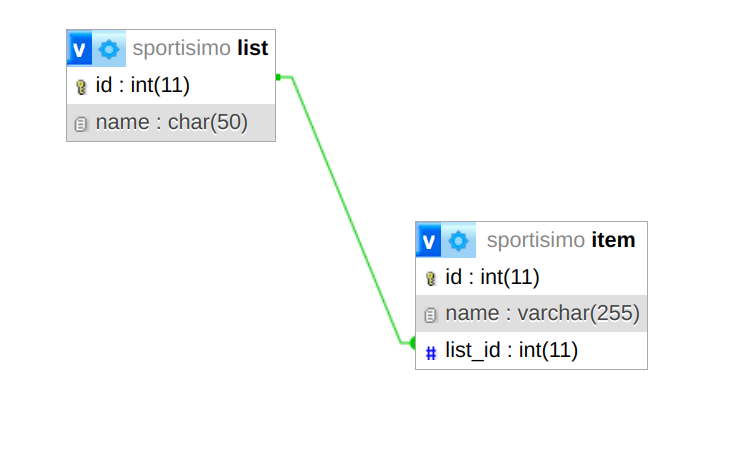 v sportisimo list
id : int(11)
name : char(50)
v sportisimo item
id : int(11)
name : varchar(255)
# list_id : int(11)